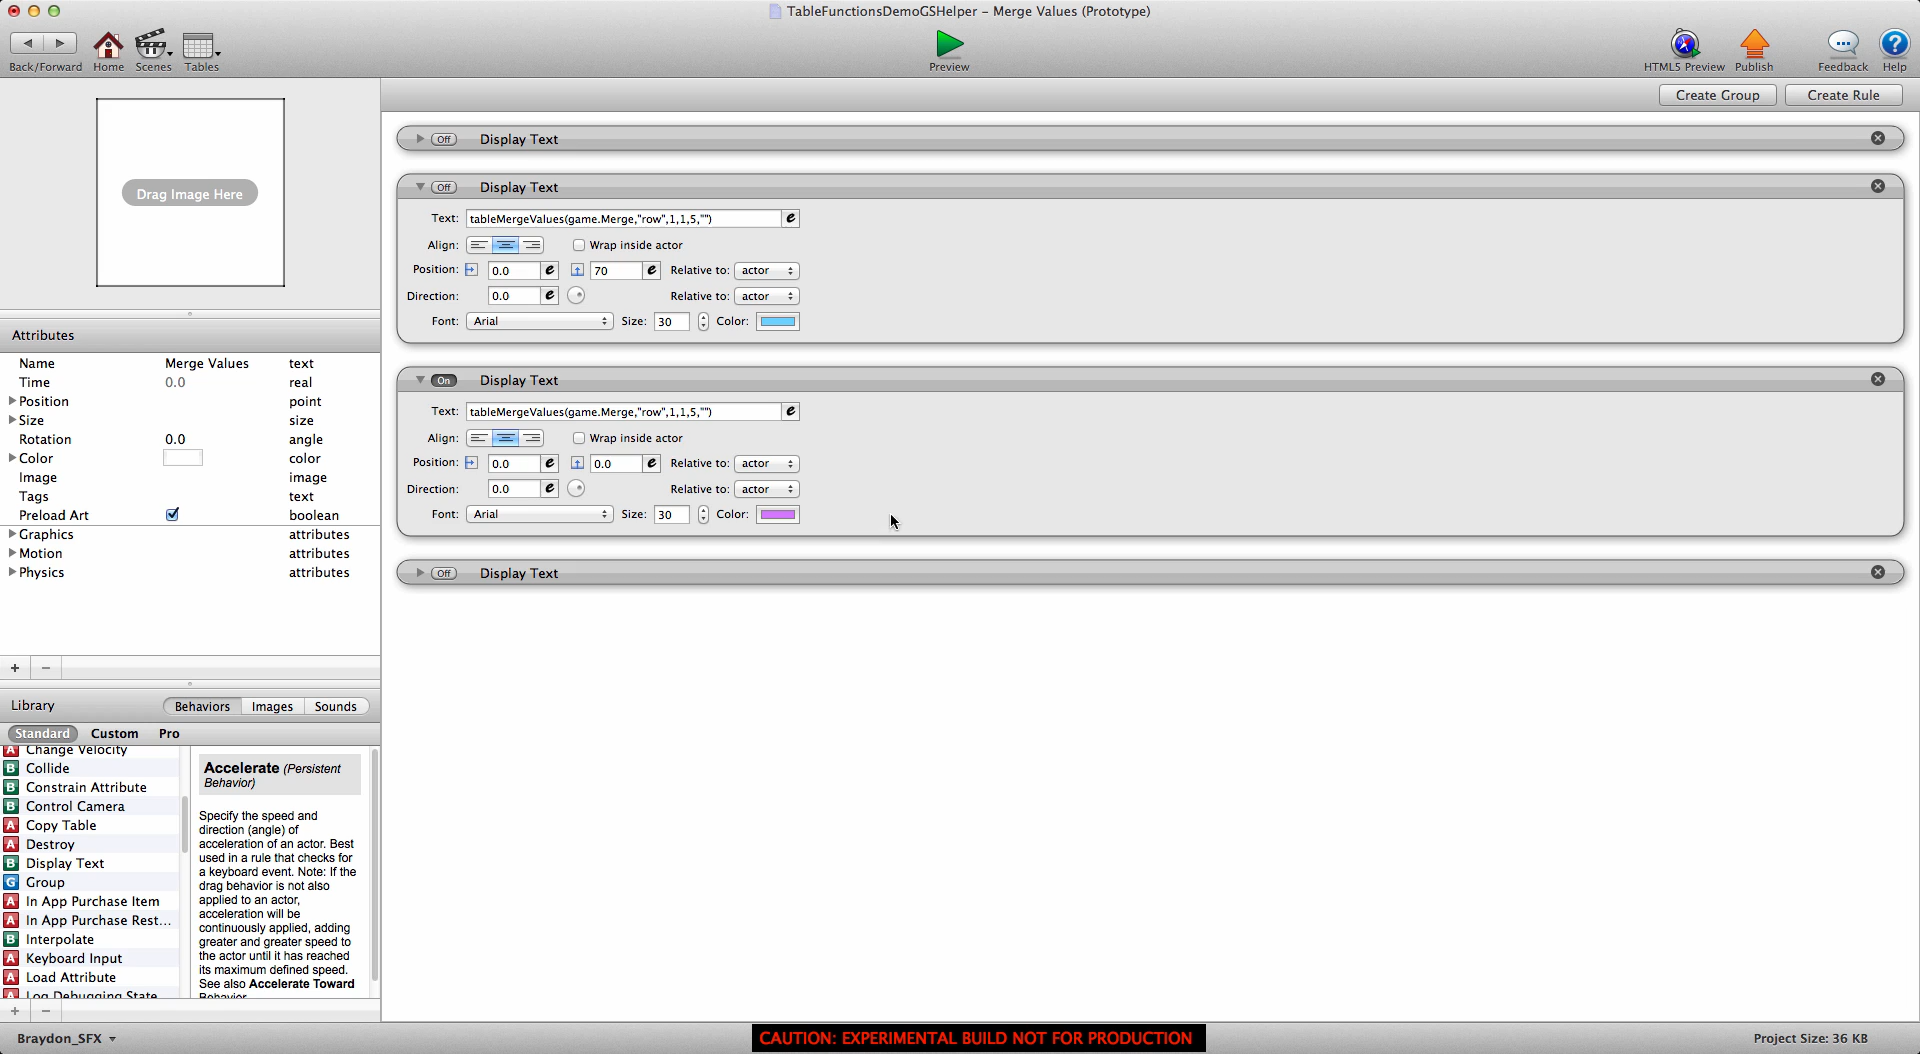 TableFunctionsDemoGSHelper – Merge Values (Prototype)
Back/Forward
Home
Scenes
Tables
Preview
HTML5 Preview
Publish
Feedback
Help
Create Group
Create Rule
Drag Image Here
Attributes
Name Merge Values text
Time 0.0 real
Position point
Size size
Rotation 0.0 angle
Color color
Image image
Tags text
Preload Art boolean
Graphics attributes
Motion attributes
Physics attributes
+ −
Library Behaviors Images Sounds
Standard Custom Pro
A Change Velocity
B Collide
B Constrain Attribute
B Control Camera
A Copy Table
A Destroy
B Display Text
G Group
A In App Purchase Item
A In App Purchase Rest...
B Interpolate
A Keyboard Input
A Load Attribute
A Log Debugging State
Accelerate (Persistent
Behavior)
Specify the speed and
direction (angle) of
acceleration of an actor. Best
used in a rule that checks for
a keyboard event. Note: If the
drag behavior is not also
applied to an actor,
acceleration will be
continuously applied, adding
greater and greater speed to
the actor until it has reached
its maximum defined speed.
See also Accelerate Toward
Behavior
+ −
Off Display Text
Off Display Text
Text: tableMergeValues(game.Merge,"row",1,1,5,"") e
Align: Wrap inside actor
Position: 0.0 e 70 e Relative to: actor
Direction: 0.0 e Relative to: actor
Font: Arial Size: 30 Color:
On Display Text
Text: tableMergeValues(game.Merge,"row",1,1,5,"") e
Align: Wrap inside actor
Position: 0.0 e 0.0 e Relative to: actor
Direction: 0.0 e Relative to: actor
Font: Arial Size: 30 Color:
Off Display Text
Braydon_SFX
CAUTION: EXPERIMENTAL BUILD NOT FOR PRODUCTION
Project Size: 36 KB